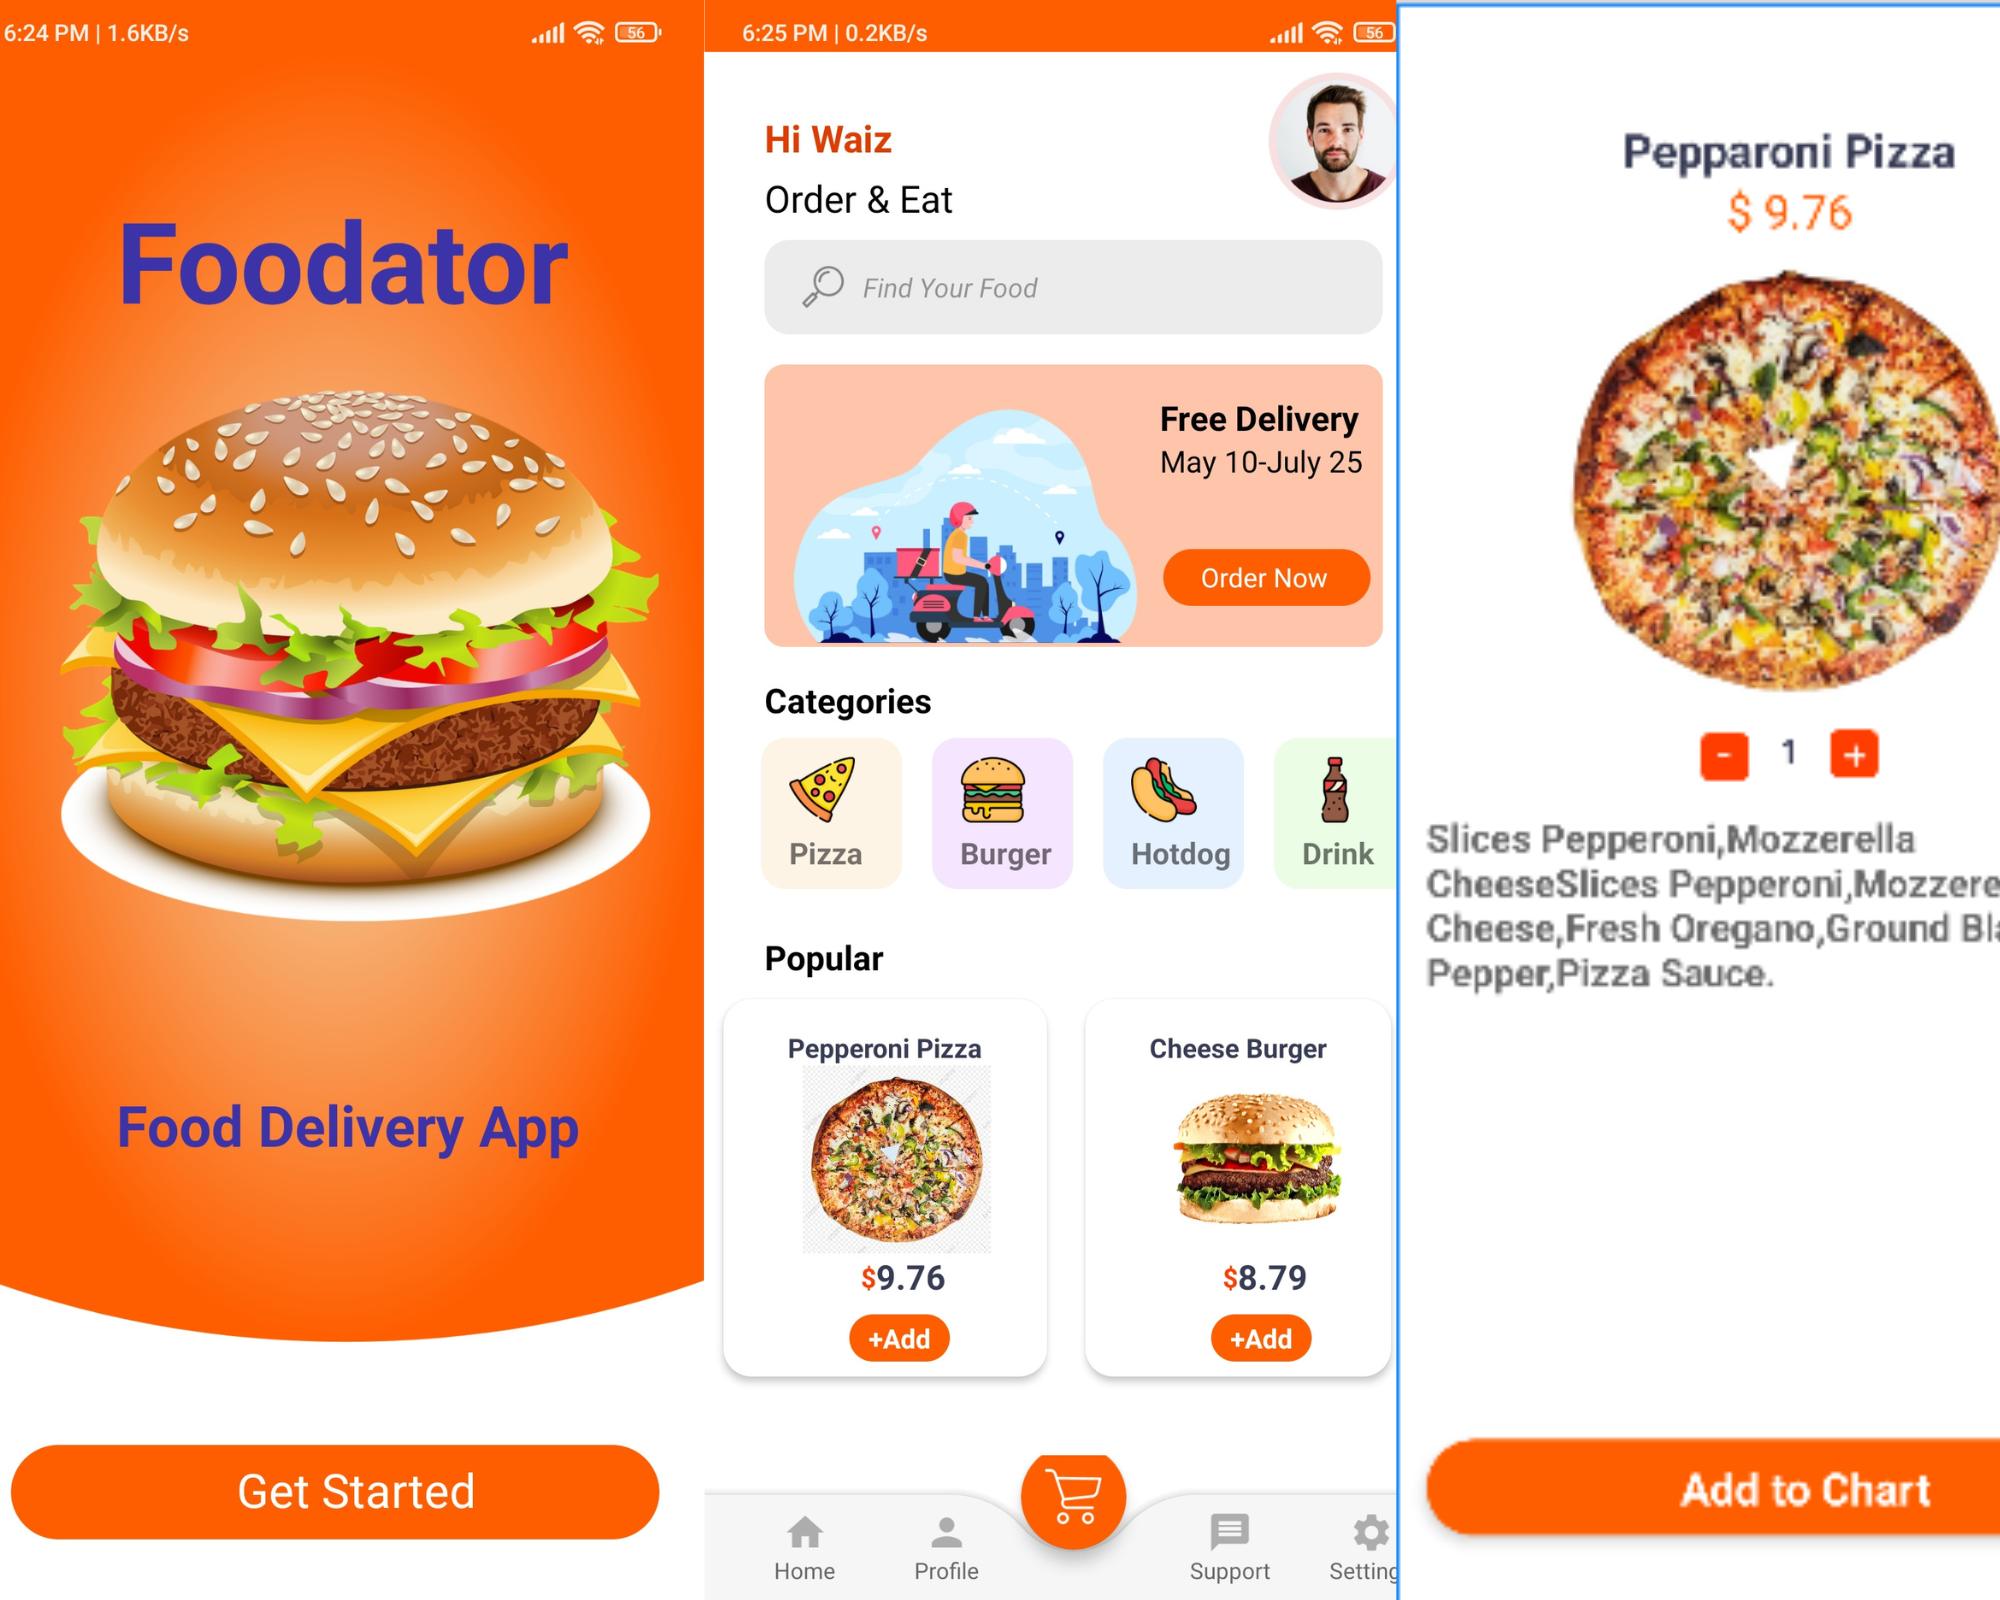 6:24 PM | 1.6KB/s
56
Foodator
Food Delivery App
Get Started
6:25 PM | 0.2KB/s
56
Hi Waiz
Order & Eat
Find Your Food
Free Delivery
May 10-July 25
Order Now
Categories
Pizza
Burger
Hotdog
Drink
Popular
Pepperoni Pizza
Cheese Burger
$9.76
$8.79
+Add
+Add
Home
Profile
Support
Setting
Pepparoni Pizza
$ 9.76
- 1 +
Slices Pepperoni,Mozzerella
CheeseSlices Pepperoni,Mozzere
Cheese,Fresh Oregano,Ground Bla
Pepper,Pizza Sauce.
Add to Chart